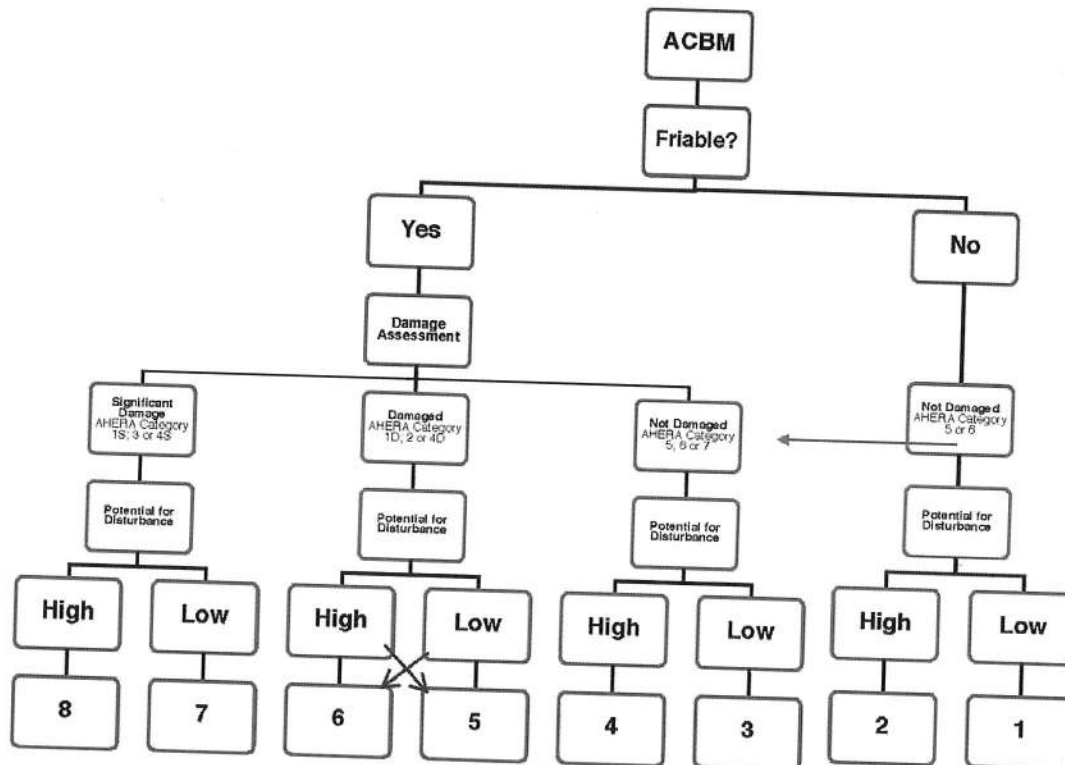 ACBM
Friable?
Yes
No
Damage
Assessment
Significant
Damage
AHERA Category
1S; 3 or 4S
Damaged
AHERA Category
1D, 2 or 4D
Not Damaged
AHERA Category
5, 6 or 7
Not Damaged
AHERA Category
5 or 6
Potential for
Disturbance
Potential for
Disturbance
Potential for
Disturbance
Potential for
Disturbance
High
Low
High
Low
High
Low
High
Low
8
7
6
5
4
3
2
1